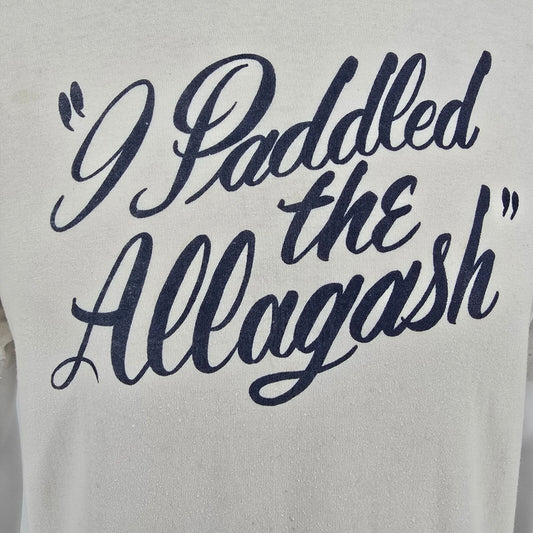 "I Paddled
the
Allagash"